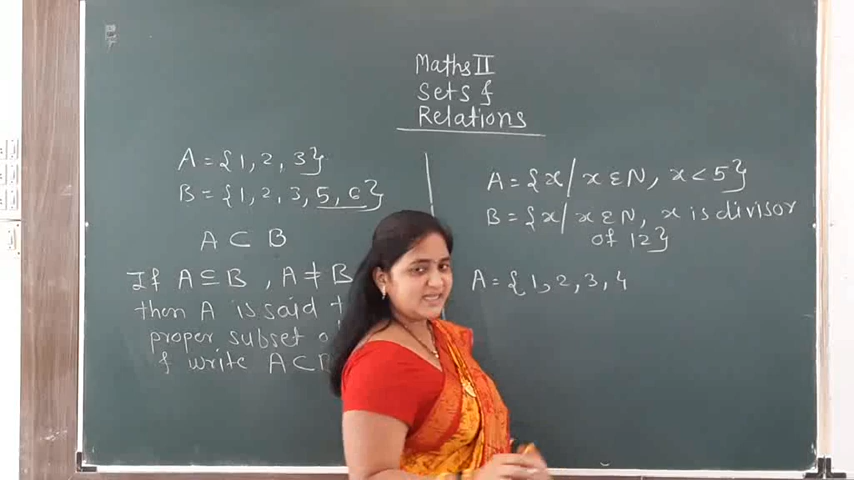 Maths II
Sets &
Relations
A = {1, 2, 3}
B = {1, 2, 3, 5, 6}
A ⊂ B
If A ⊆ B , A ≠ B
then A is said
proper subset
& write A ⊂ B
A = {x / x ∈ N, x < 5}
B = {x / x ∈ N, x is divisor
of 12}
A = {1, 2, 3, 4